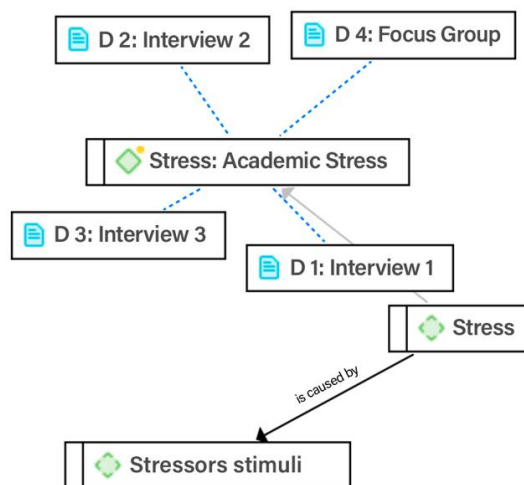 D 2: Interview 2
D 4: Focus Group
Stress: Academic Stress
D 3: Interview 3
D 1: Interview 1
Stress
is caused by
Stressors stimuli